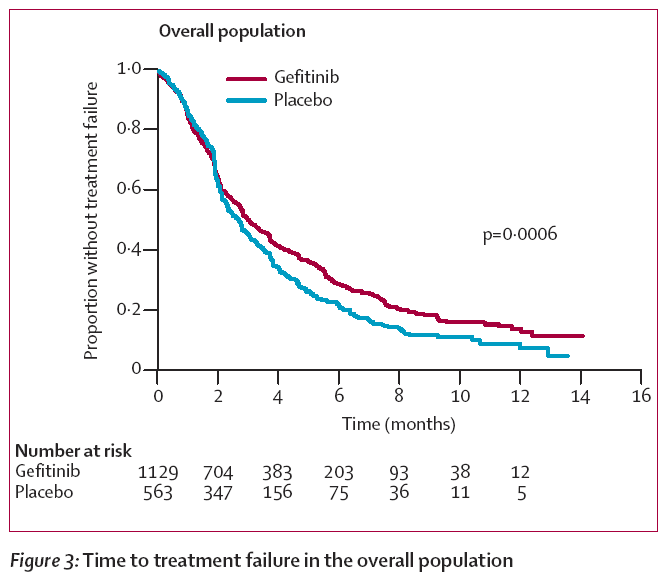 Overall population
1·0
0·8
0·6
0·4
0·2
0
Proportion without treatment failure
Gefitinib
Placebo
p=0·0006
0 2 4 6 8 10 12 14 16
Time (months)
Number at risk
Gefitinib 1129 704 383 203 93 38 12
Placebo 563 347 156 75 36 11 5
Figure 3: Time to treatment failure in the overall population